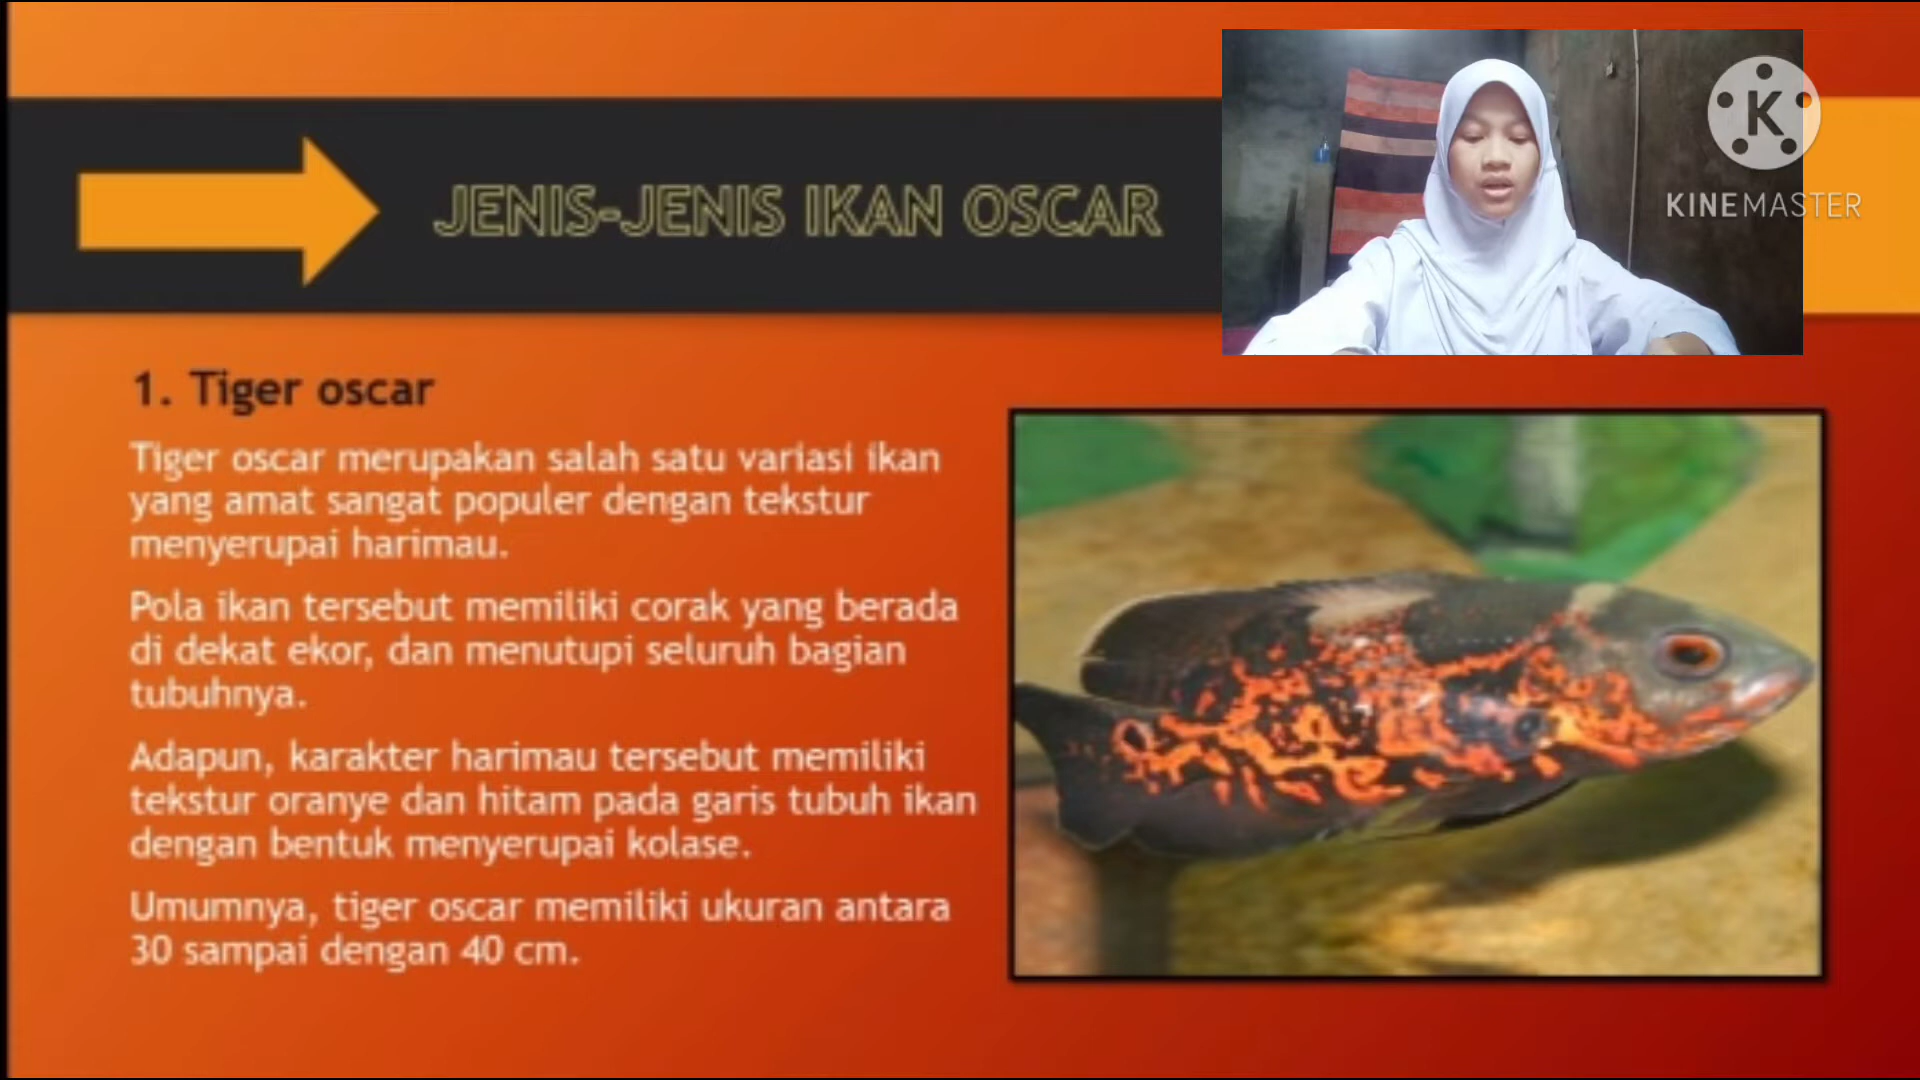 JENIS-JENIS IKAN OSCAR
K
KINEMASTER
1. Tiger oscar
Tiger oscar merupakan salah satu variasi ikan
yang amat sangat populer dengan tekstur
menyerupai harimau.
Pola ikan tersebut memiliki corak yang berada
di dekat ekor, dan menutupi seluruh bagian
tubuhnya.
Adapun, karakter harimau tersebut memiliki
tekstur oranye dan hitam pada garis tubuh ikan
dengan bentuk menyerupai kolase.
Umumnya, tiger oscar memiliki ukuran antara
30 sampai dengan 40 cm.